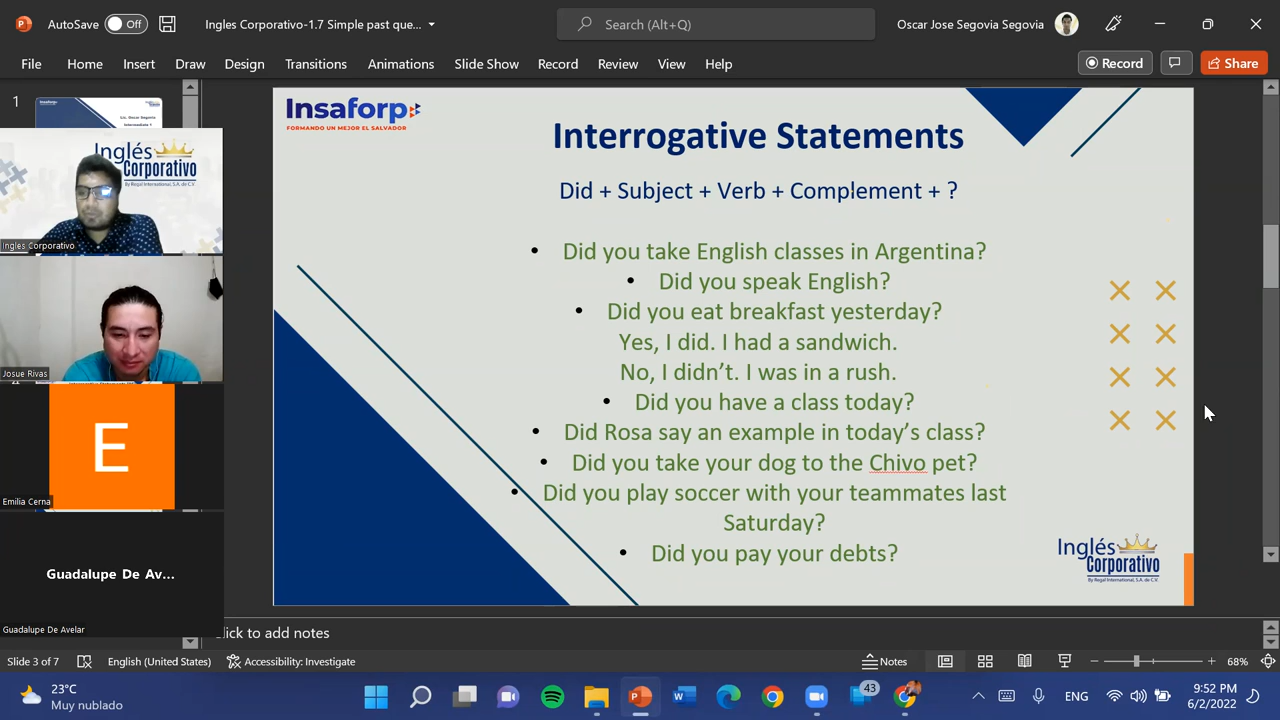 AutoSave
Off
Ingles Corporativo-1.7 Simple past que...
Search (Alt+Q)
Oscar Jose Segovia Segovia
File
Home
Insert
Draw
Design
Transitions
Animations
Slide Show
Record
Review
View
Help
Record
Share
1
Insaforp
FORMANDO UN MEJOR EL SALVADOR
Interrogative Statements
Did + Subject + Verb + Complement + ?
• Did you take English classes in Argentina?
• Did you speak English?
• Did you eat breakfast yesterday?
Yes, I did. I had a sandwich.
No, I didn't. I was in a rush.
• Did you have a class today?
• Did Rosa say an example in today's class?
• Did you take your dog to the Chivo pet?
• Did you play soccer with your teammates last
Saturday?
• Did you pay your debts?
Inglés
Corporativo
By Regal International, S.A. de C.V.
Lic. Oscar Segovia
Intermediate 1
Inglés
Corporativo
By Regal International, S.A. de C.V.
Ingles Corporativo
Josue Rivas
E
Emilia Cerna
Guadalupe De Av...
Guadalupe De Avelar
lick to add notes
Slide 3 of 7
English (United States)
Accessibility: Investigate
Notes
68%
23°C
Muy nublado
43
ENG
9:52 PM
6/2/2022